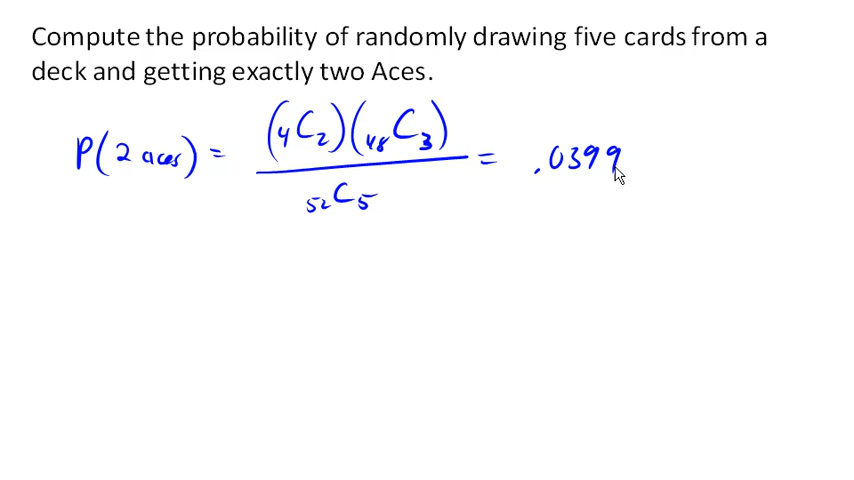 Compute the probability of randomly drawing five cards from a
deck and getting exactly two Aces.
P(2 aces) = (₄C₂)(₄₈C₃) / ₅₂C₅ = .0399